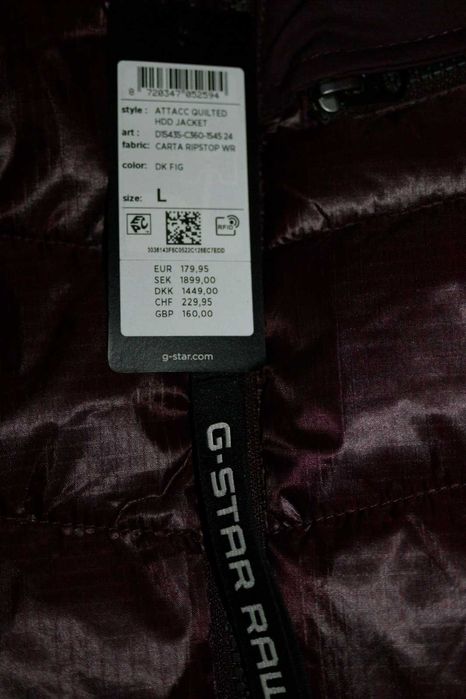 8 720347 052594
style : ATTACC QUILTED
HDD JACKET
art : D15435-C360-1545 24
fabric: CARTA RIPSTOP WR
color: DK FIG
size: L
RFID
3036143F6C0522C126EC7EDD
EUR 179,95
SEK 1899,00
DKK 1449,00
CHF 229,95
GBP 160,00
g-star.com
G-STAR RAW